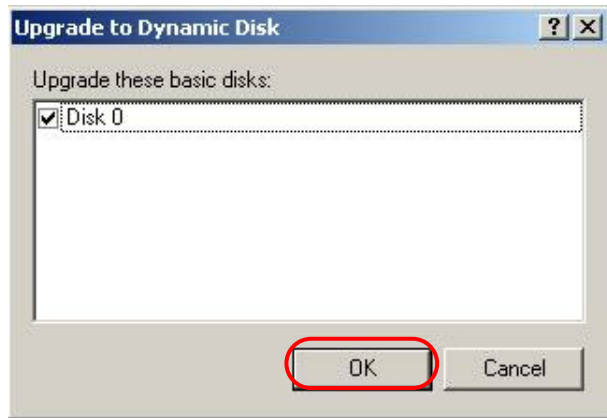 Upgrade to Dynamic Disk
Upgrade these basic disks:
Disk 0
OK Cancel